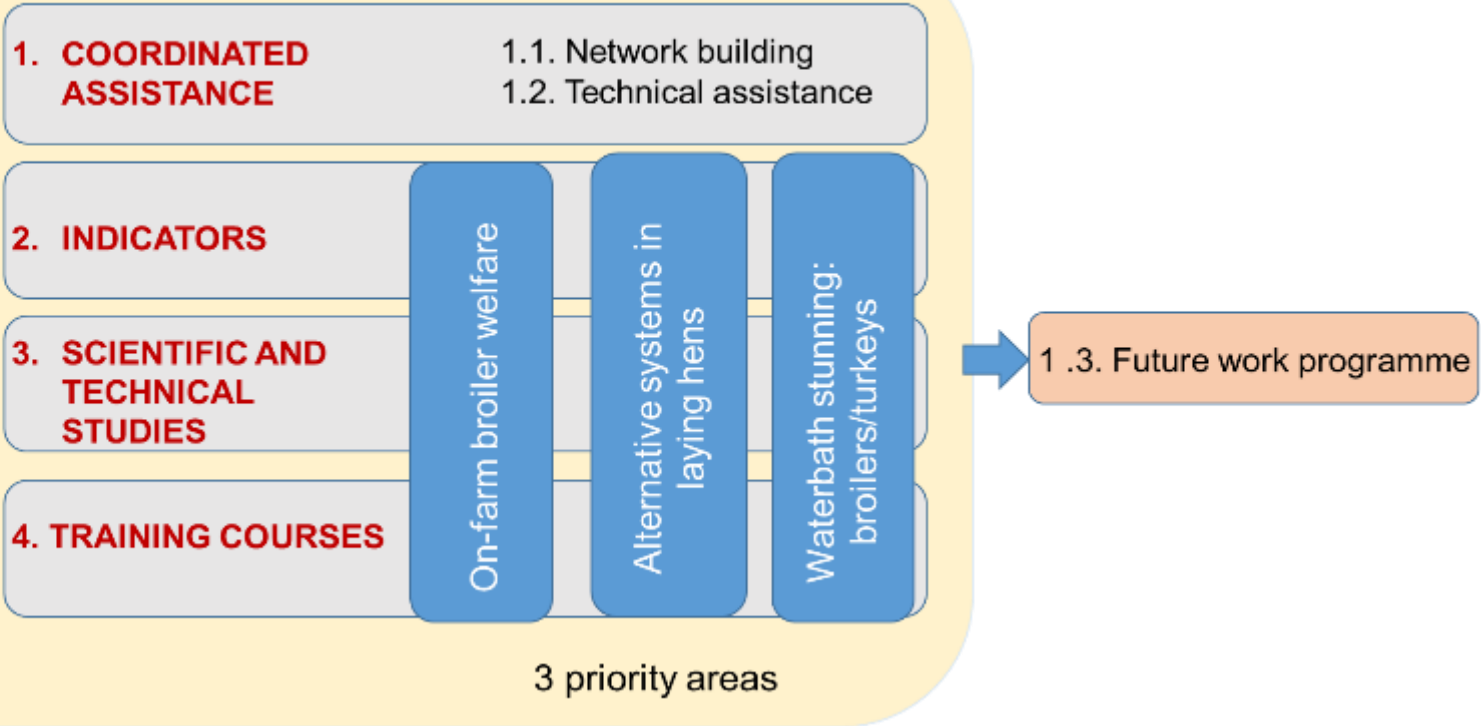 1. COORDINATED
ASSISTANCE
1.1. Network building
1.2. Technical assistance
2. INDICATORS
3. SCIENTIFIC AND
TECHNICAL
STUDIES
4. TRAINING COURSES
On-farm broiler welfare
Alternative systems in
laying hens
Waterbath stunning:
broilers/turkeys
3 priority areas
1 .3. Future work programme